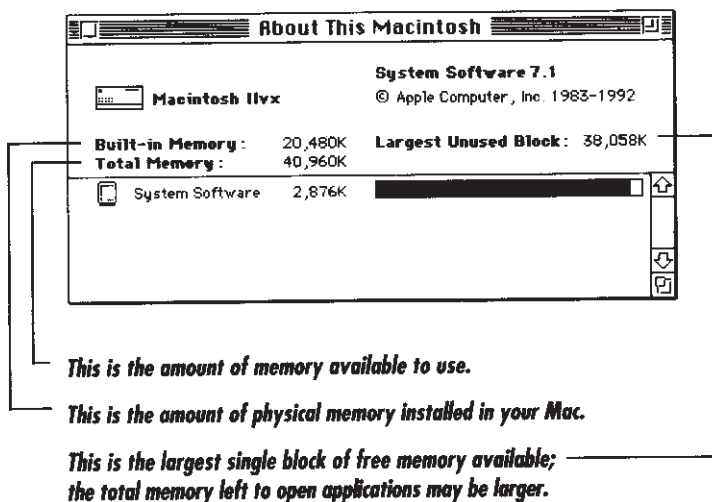 About This Macintosh
System Software 7.1
Macintosh IIvx
© Apple Computer, Inc. 1983-1992
Built-in Memory: 20,480K Largest Unused Block: 38,058K
Total Memory: 40,960K
System Software 2,876K
This is the amount of memory available to use.
This is the amount of physical memory installed in your Mac.
This is the largest single block of free memory available;
the total memory left to open applications may be larger.